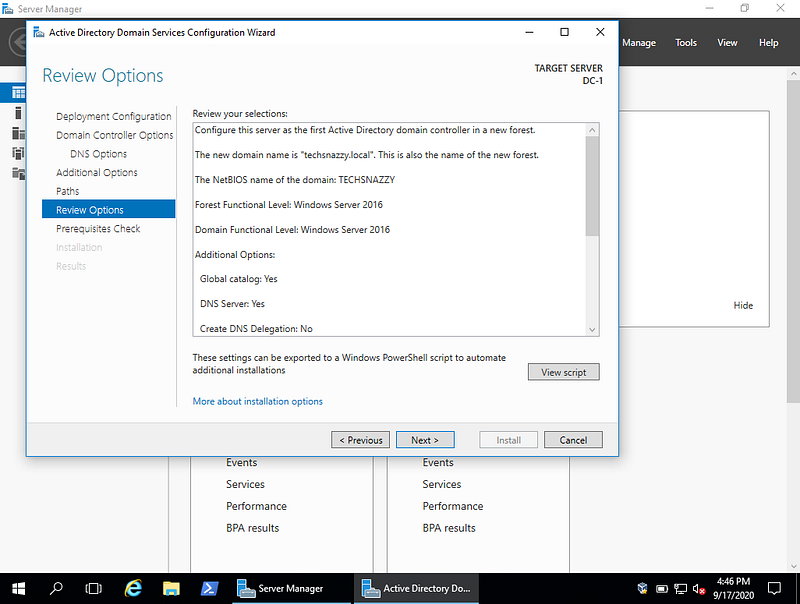 Server Manager
Manage Tools View Help
Active Directory Domain Services Configuration Wizard
Review Options
TARGET SERVER
DC-1
Deployment Configuration
Domain Controller Options
DNS Options
Additional Options
Paths
Review Options
Prerequisites Check
Installation
Results
Review your selections:
Configure this server as the first Active Directory domain controller in a new forest.
The new domain name is "techsnazzy.local". This is also the name of the new forest.
The NetBIOS name of the domain: TECHSNAZZY
Forest Functional Level: Windows Server 2016
Domain Functional Level: Windows Server 2016
Additional Options:
Global catalog: Yes
DNS Server: Yes
Create DNS Delegation: No
These settings can be exported to a Windows PowerShell script to automate
additional installations
View script
More about installation options
< Previous Next > Install Cancel
Hide
Events Events
Services Services
Performance Performance
BPA results BPA results
Server Manager Active Directory Do...
4:46 PM
9/17/2020